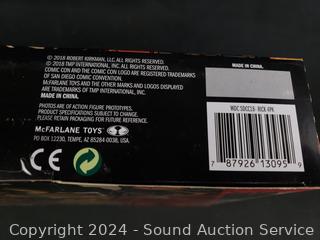 © 2018 ROBERT KIRKMAN, LLC. ALL RIGHTS RESERVED.
© 2018 TMP INTERNATIONAL, INC. ALL RIGHTS RESERVED.
COMIC CON AND THE COMIC CON LOGO ARE REGISTERED TRADEMARKS
OF SAN DIEGO COMIC CONVENTION.
McFARLANE TOYS AND THE OTHER MARKS AND LOGOS DISPLAYED
ARE TRADEMARKS OF TMP INTERNATIONAL, INC.
MADE IN CHINA.
PHOTOS ARE OF ACTION FIGURE PROTOTYPES.
PRODUCT SPECIFICATIONS SUBJECT TO CHANGE.
PLEASE RETAIN PACKAGING FOR FUTURE REFERENCE.
McFARLANE TOYS
PO BOX 12230, TEMPE, AZ 85284-0038, USA.
CE
MADE IN CHINA.
WDC SDCC18- RICK 4PK
7 87926 13095 9
Copyright 2024 - Sound Auction Service